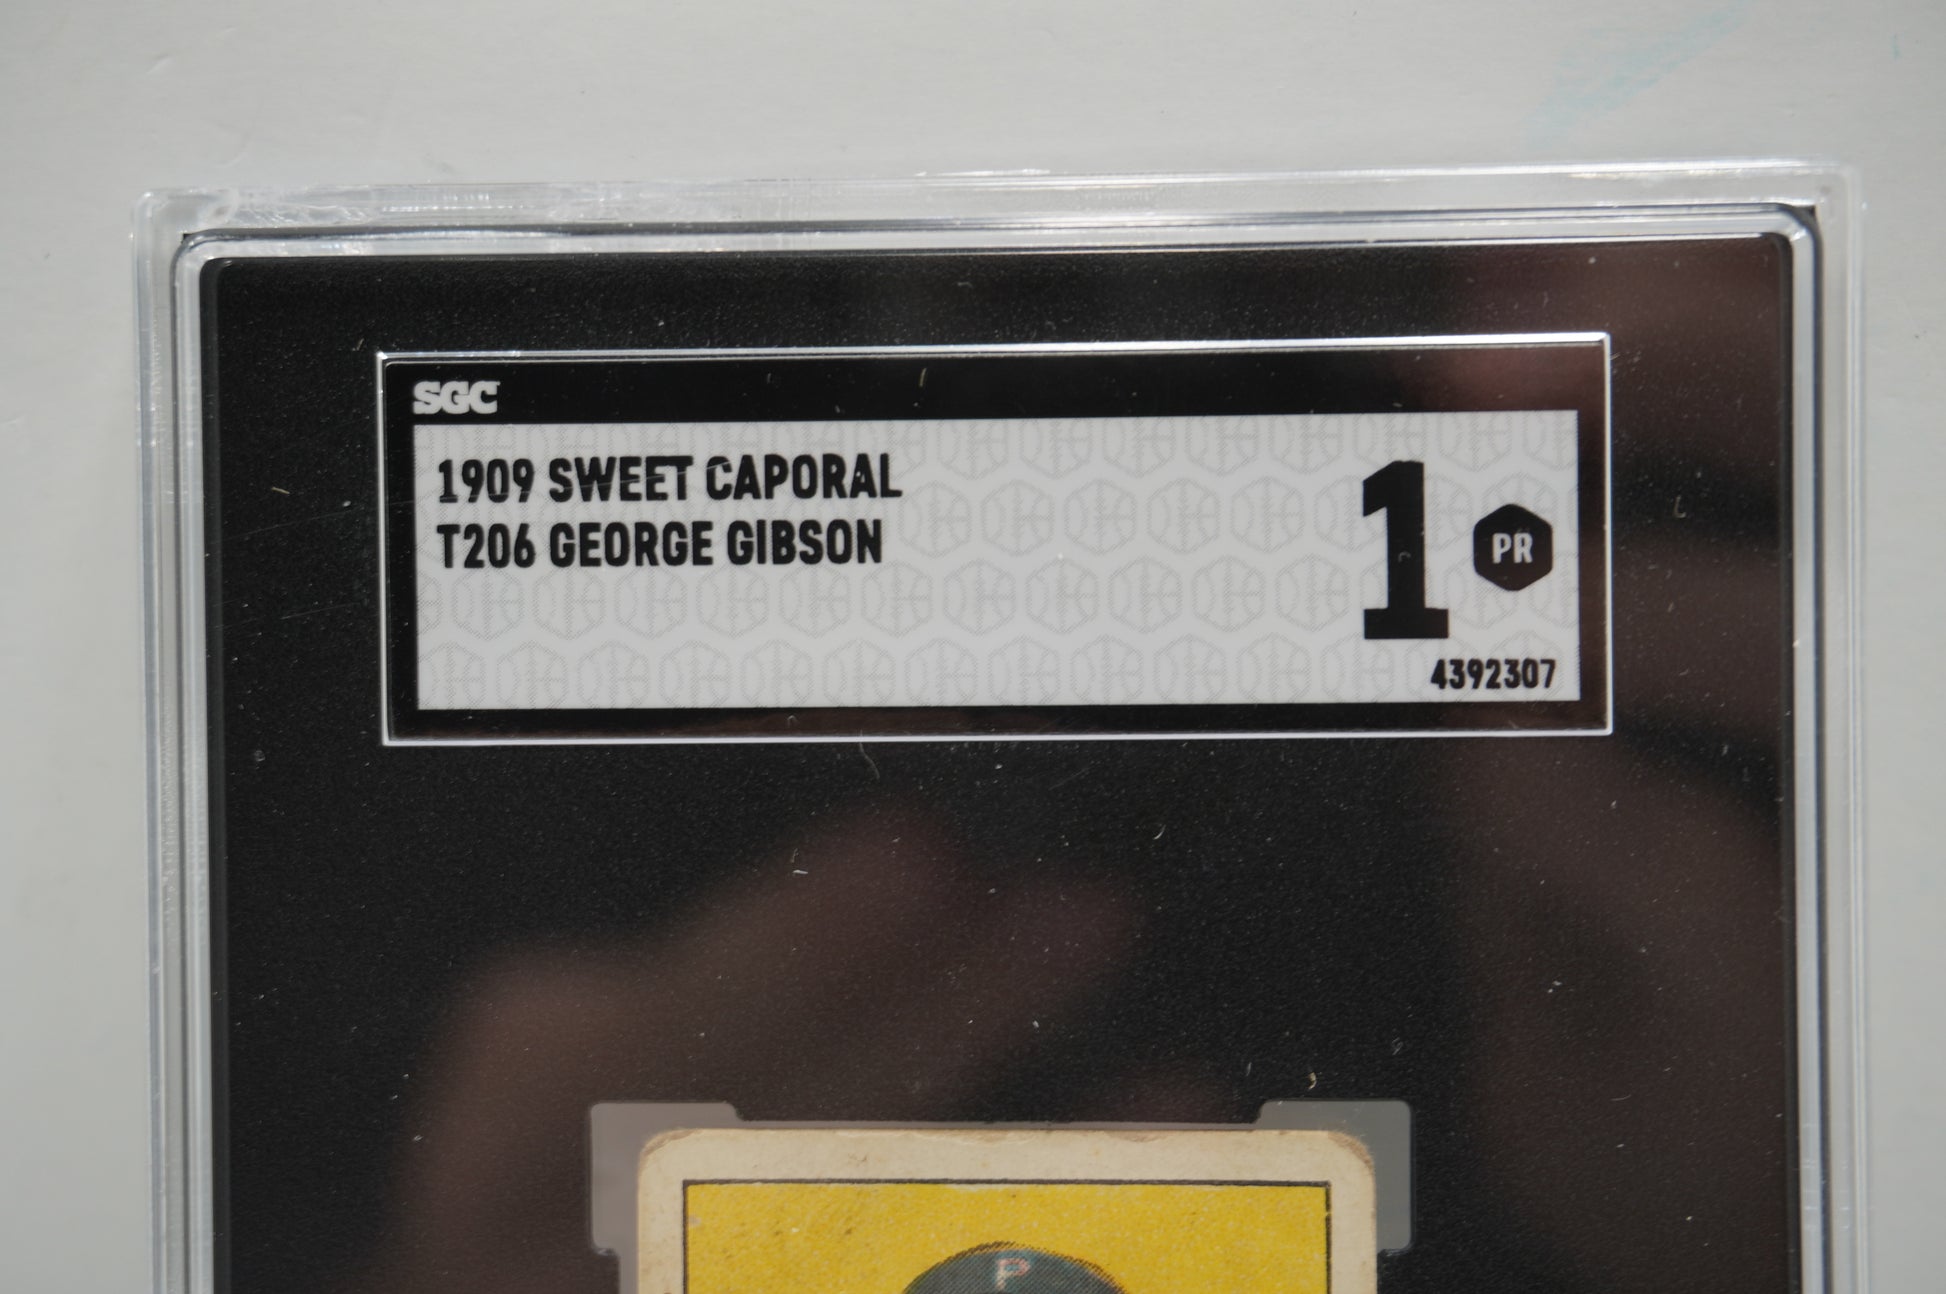 SGC
1909 SWEET CAPORAL
T206 GEORGE GIBSON
1 PR
4392307
P